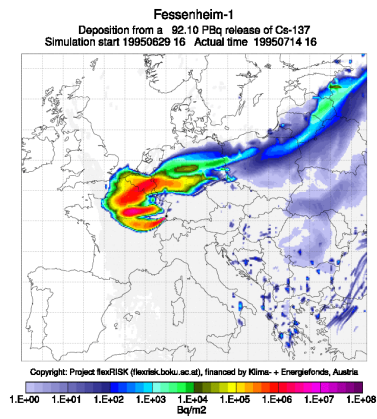 Fessenheim-1
Deposition from a 92.10 PBq release of Cs-137
Simulation start 19950629 16 Actual time 19950714 16
Copyright: Project flexRISK (flexrisk.boku.ac.at), financed by Klima- + Energiefonds, Austria
1.E+00 1.E+01 1.E+02 1.E+03 1.E+04 1.E+05 1.E+06 1.E+07 1.E+08
Bq/m2